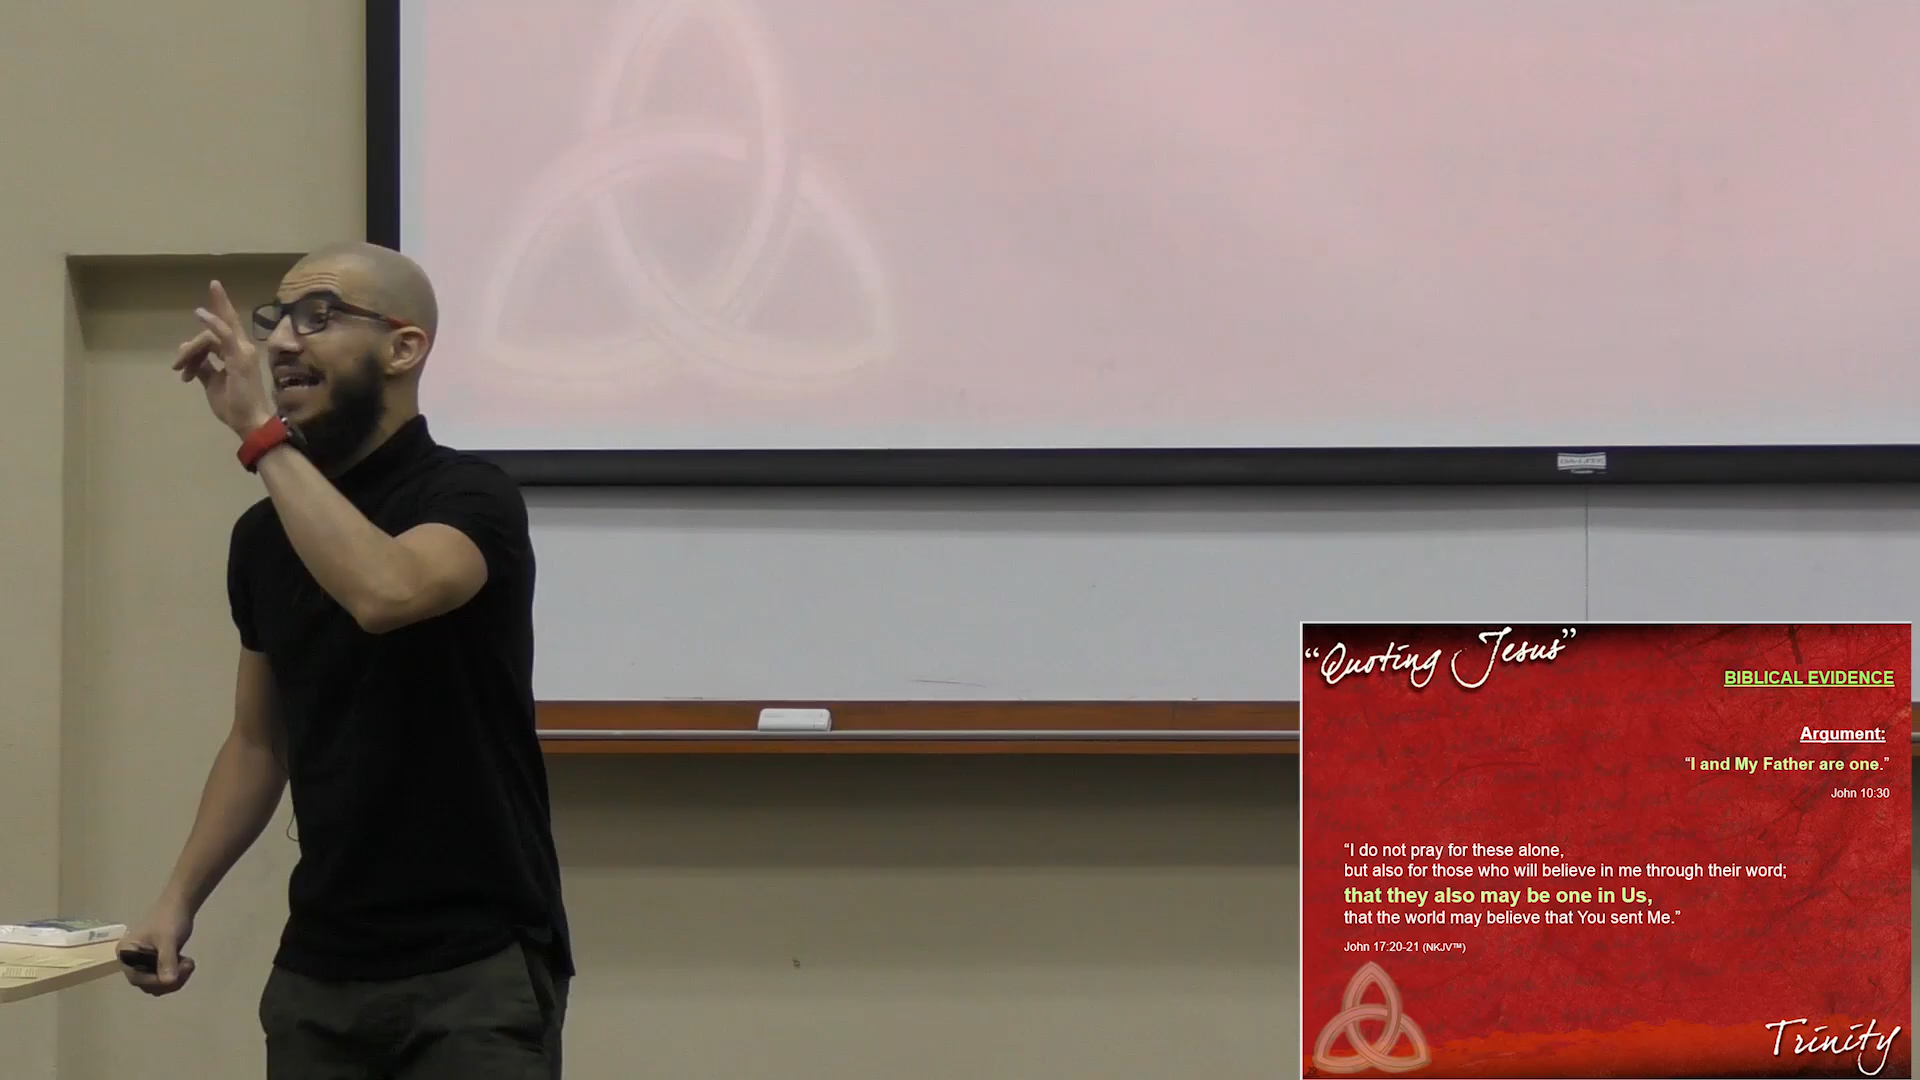 DA-LITE
“Quoting Jesus”
BIBLICAL EVIDENCE
Argument:
“I and My Father are one.”
John 10:30
“I do not pray for these alone,
but also for those who will believe in me through their word;
that they also may be one in Us,
that the world may believe that You sent Me.”
John 17:20-21 (NKJV™)
Trinity